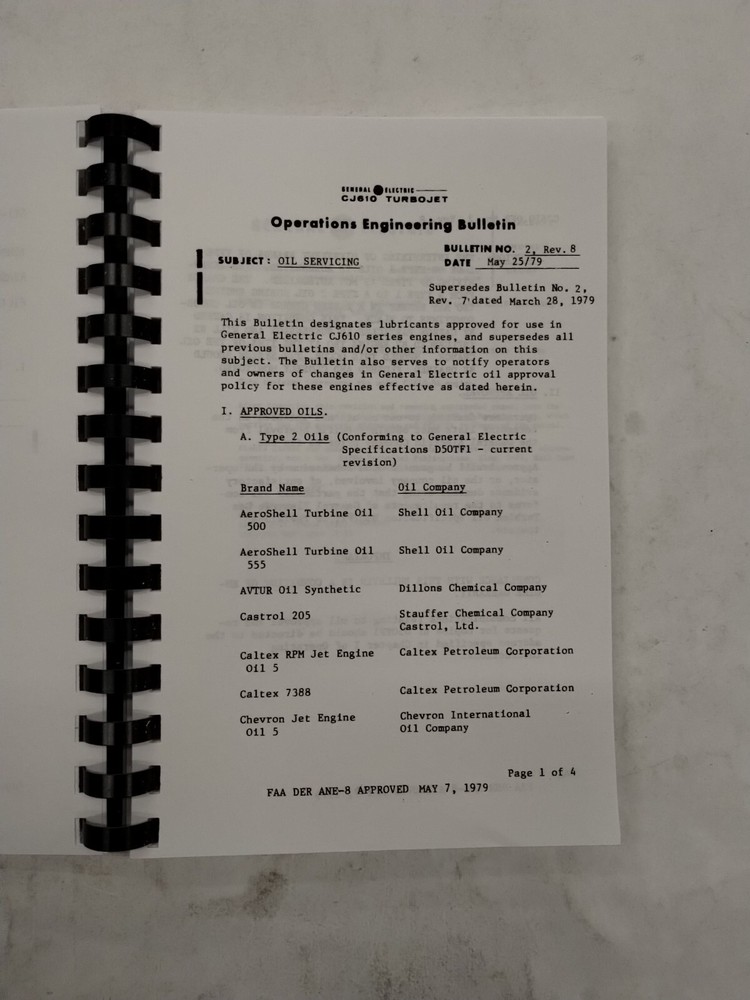 GENERAL ELECTRIC
CJ610 TURBOJET
Operations Engineering Bulletin
BULLETIN NO. 2, Rev. 8
SUBJECT: OIL SERVICING
DATE May 25/79
Supersedes Bulletin No. 2,
Rev. 7 dated March 28, 1979
This Bulletin designates lubricants approved for use in
General Electric CJ610 series engines, and supersedes all
previous bulletins and/or other information on this
subject. The Bulletin also serves to notify operators
and owners of changes in General Electric oil approval
policy for these engines effective as dated herein.
I. APPROVED OILS.
A. Type 2 Oils (Conforming to General Electric
Specifications D50TF1 - current
revision)
Brand Name Oil Company
AeroShell Turbine Oil Shell Oil Company
500
AeroShell Turbine Oil Shell Oil Company
555
AVTUR Oil Synthetic Dillons Chemical Company
Castrol 205 Stauffer Chemical Company
Castrol, Ltd.
Caltex RPM Jet Engine Caltex Petroleum Corporation
Oil 5
Caltex 7388 Caltex Petroleum Corporation
Chevron Jet Engine Chevron International
Oil 5 Oil Company
Page 1 of 4
FAA DER ANE-8 APPROVED MAY 7, 1979